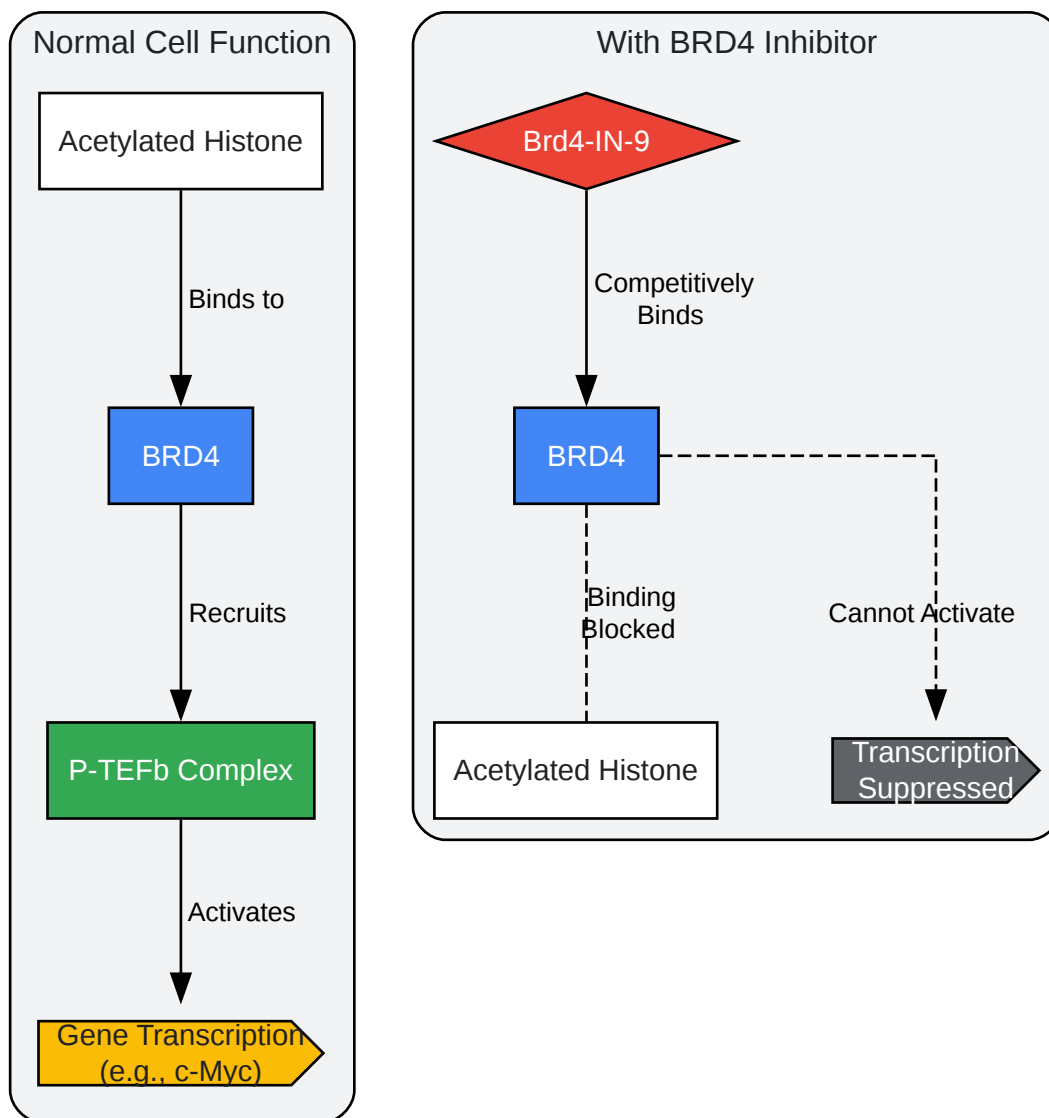 Normal Cell Function
Acetylated Histone
Binds to
BRD4
Recruits
P-TEFb Complex
Activates
Gene Transcription
(e.g., c-Myc)
With BRD4 Inhibitor
Brd4-IN-9
Competitively
Binds
BRD4
Binding
Blocked
Cannot Activate
Acetylated Histone
Transcription
Suppressed